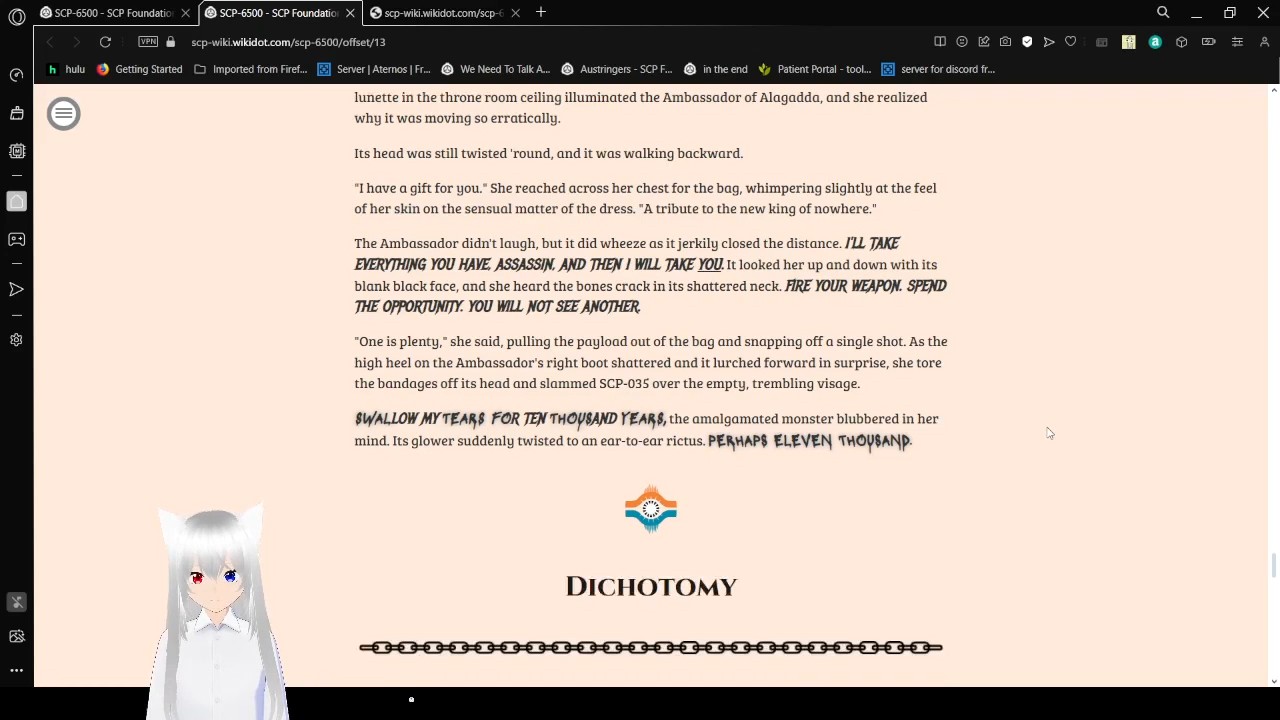 SCP-6500 - SCP Foundatio
SCP-6500 - SCP Foundatio
scp-wiki.wikidot.com/scp-6
VPN
scp-wiki.wikidot.com/scp-6500/offset/13
hulu
Getting Started
Imported from Firef...
Server | Aternos | Fr...
We Need To Talk A...
Austringers - SCP F...
in the end
Patient Portal - tool...
server for discord fr...
lunette in the throne room ceiling illuminated the Ambassador of Alagadda, and she realized
why it was moving so erratically.
Its head was still twisted 'round, and it was walking backward.
"I have a gift for you." She reached across her chest for the bag, whimpering slightly at the feel
of her skin on the sensual matter of the dress. "A tribute to the new king of nowhere."
The Ambassador didn't laugh, but it did wheeze as it jerkily closed the distance. I'LL TAKE
EVERYTHING YOU HAVE, ASSASSIN, AND THEN I WILL TAKE YOU. It looked her up and down with its
blank black face, and she heard the bones crack in its shattered neck. FIRE YOUR WEAPON. SPEND
THE OPPORTUNITY. YOU WILL NOT SEE ANOTHER.
"One is plenty," she said, pulling the payload out of the bag and snapping off a single shot. As the
high heel on the Ambassador's right boot shattered and it lurched forward in surprise, she tore
the bandages off its head and slammed SCP-035 over the empty, trembling visage.
SWALLOW MY TEARS FOR TEN THOUSAND YEARS, the amalgamated monster blubbered in her
mind. Its glower suddenly twisted to an ear-to-ear rictus. PERHAPS ELEVEN THOUSAND.
DICHOTOMY